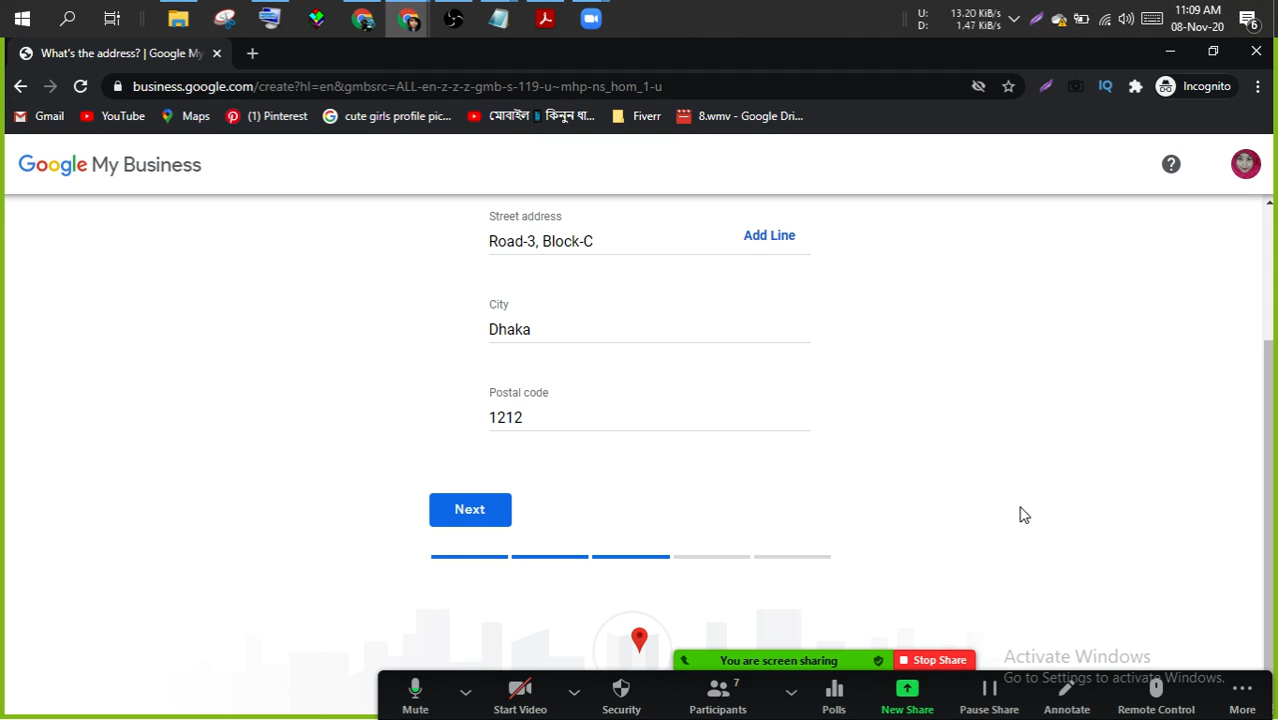 U: 13.20 KiB/s
D: 1.47 KiB/s
11:09 AM
08-Nov-20
6
What's the address? | Google My
business.google.com/create?hl=en&gmbsrc=ALL-en-z-z-z-gmb-s-119-u~mhp-ns_hom_1-u
IQ
Incognito
Gmail
YouTube
Maps
(1) Pinterest
cute girls profile pic...
মোবাইল📱কিনুন ধা...
Fiverr
8.wmv - Google Dri...
Google My Business
Street address
Road-3, Block-C
Add Line
City
Dhaka
Postal code
1212
Next
You are screen sharing
Stop Share
Activate Windows
Go to Settings to activate Windows.
Mute
Start Video
Security
Participants
7
Polls
New Share
Pause Share
Annotate
Remote Control
More